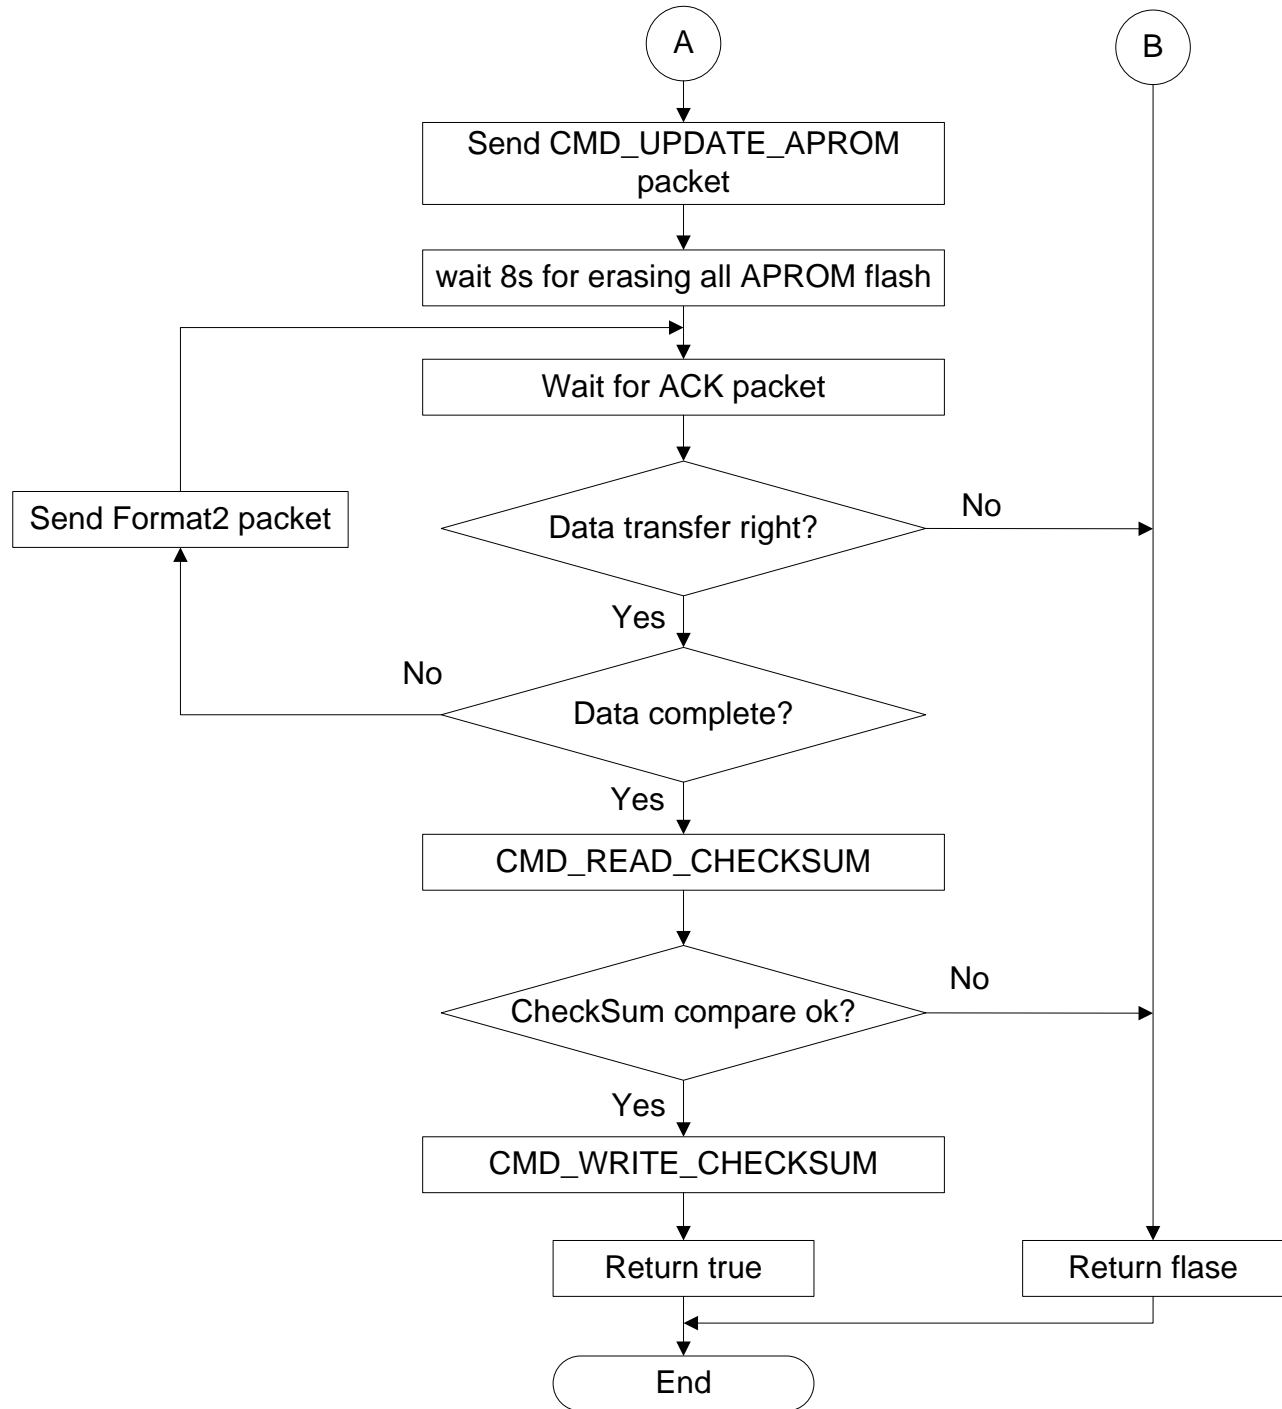 A
B
Send CMD_UPDATE_APROM
packet
wait 8s for erasing all APROM flash
Wait for ACK packet
Send Format2 packet
Data transfer right?
No
Yes
No
Data complete?
Yes
CMD_READ_CHECKSUM
CheckSum compare ok?
No
Yes
CMD_WRITE_CHECKSUM
Return true
Return flase
End